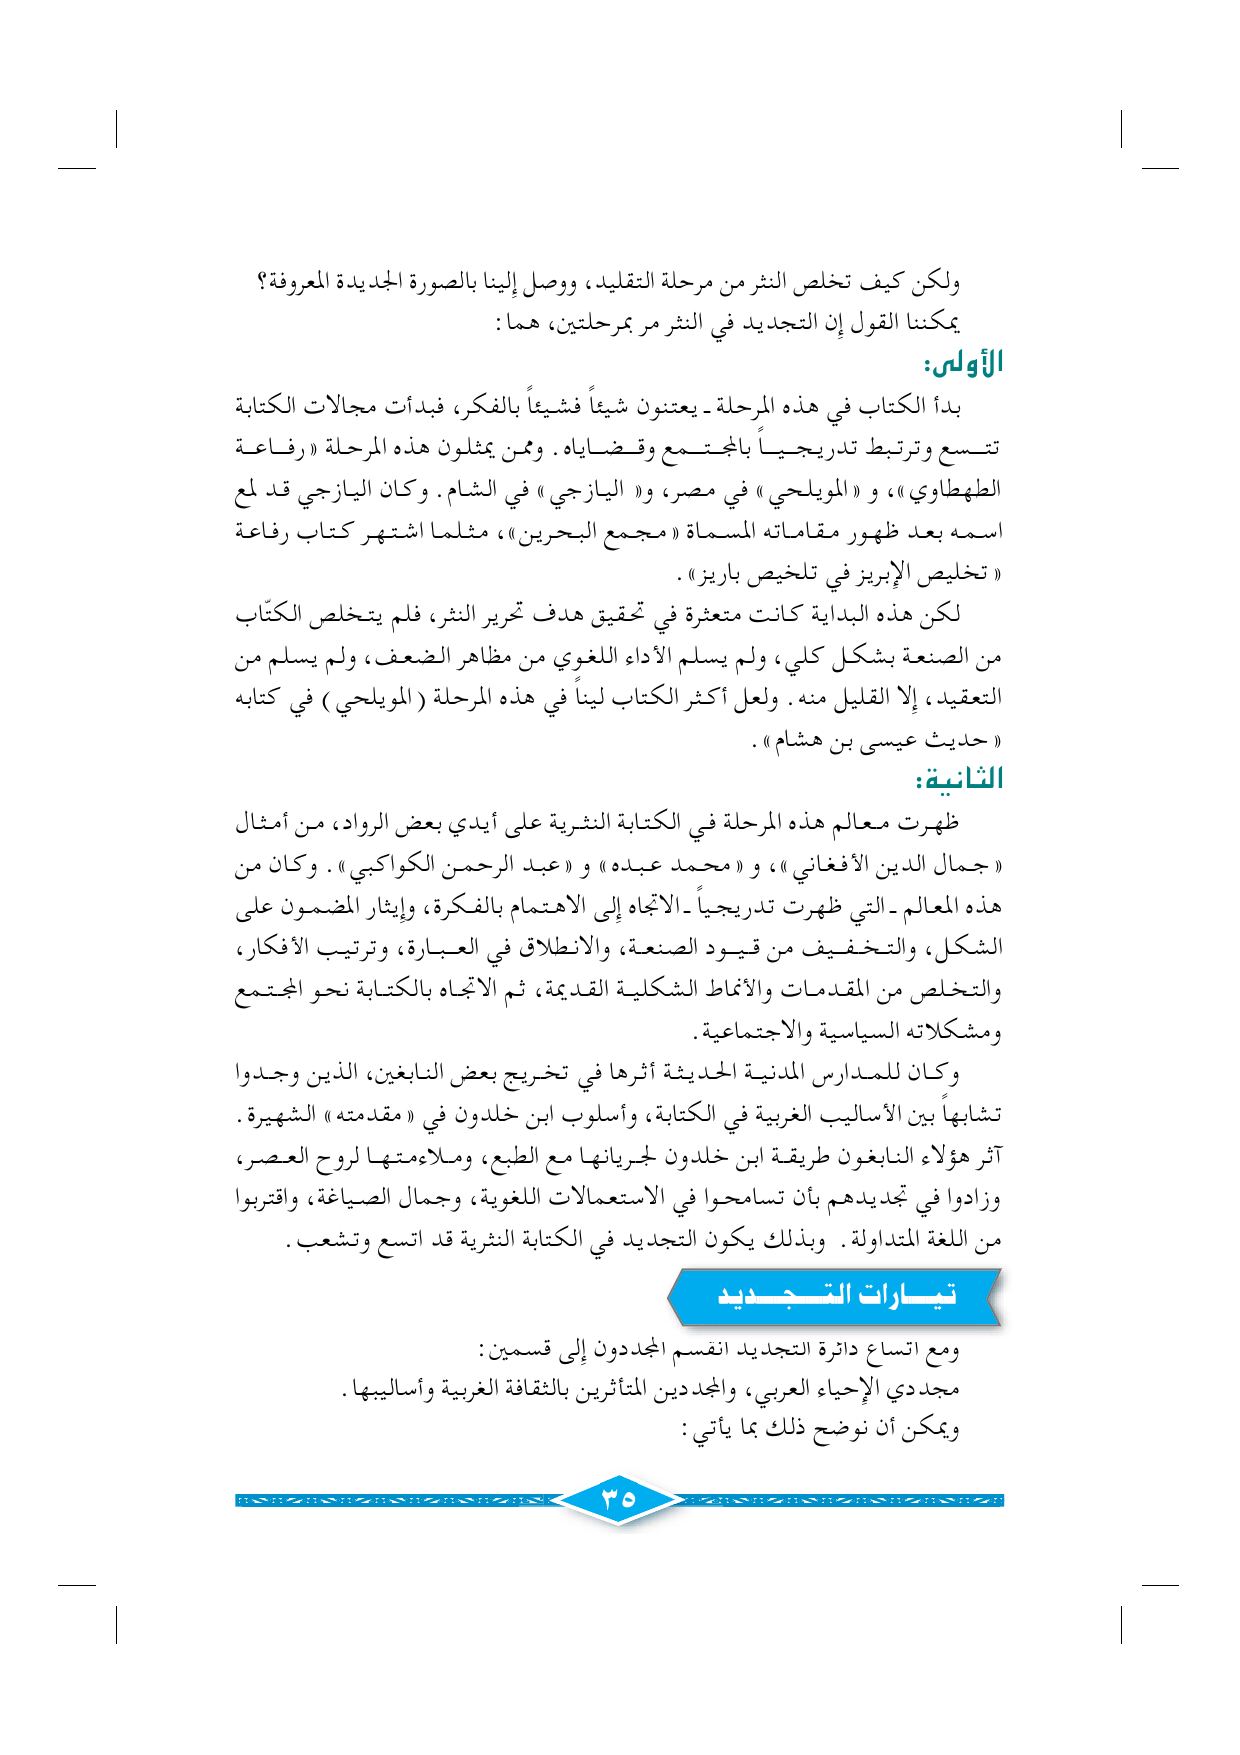 ولكن كيف تخلص النثر من مرحلة التقليد، ووصل إلينا بالصورة الجديدة المعروفة؟
يمكننا القول إن التجديد في النثر مر بمرحلتين، هما:
الأولى:
بدأ الكتاب في هذه المرحلة ـ يعتنون شيئاً فشيئاً بالفكر، فبدأت مجالات الكتابة
تتسع وترتبط تدريجياً بالمجتمع وقضاياه. وممن يمثلون هذه المرحلة «رفاعة
الطهطاوي»، و «المويلحي» في مصر، و« اليازجي» في الشام. وكان اليازجي قد لمع
اسمه بعد ظهور مقاماته المسماة «مجمع البحرين»، مثلما اشتهر كتاب رفاعة
«تخليص الإبريز في تلخيص باريز».
لكن هذه البداية كانت متعثرة في تحقيق هدف تحرير النثر، فلم يتخلص الكتّاب
من الصنعة بشكل كلي، ولم يسلم الأداء اللغوي من مظاهر الضعف، ولم يسلم من
التعقيد، إلا القليل منه. ولعل أكثر الكتاب ليناً في هذه المرحلة (المويلحي) في كتابه
«حديث عيسى بن هشام».
الثانية:
ظهرت معالم هذه المرحلة في الكتابة النثرية على أيدي بعض الرواد، من أمثال
«جمال الدين الأفغاني»، و «محمد عبده» و «عبد الرحمن الكواكبي». وكان من
هذه المعالم ـ التي ظهرت تدريجياً ـ الاتجاه إلى الاهتمام بالفكرة، وإيثار المضمون على
الشكل، والتخفيف من قيود الصنعة، والانطلاق في العبارة، وترتيب الأفكار،
والتخلص من المقدمات والأنماط الشكلية القديمة، ثم الاتجاه بالكتابة نحو المجتمع
ومشكلاته السياسية والاجتماعية.
وكان للمدارس المدنية الحديثة أثرها في تخريج بعض النابغين، الذين وجدوا
تشابهاً بين الأساليب الغربية في الكتابة، وأسلوب ابن خلدون في «مقدمته» الشهيرة.
آثر هؤلاء النابغون طريقة ابن خلدون لجريانها مع الطبع، وملاءمتها لروح العصر،
وزادوا في تجديدهم بأن تسامحوا في الاستعمالات اللغوية، وجمال الصياغة، واقتربوا
من اللغة المتداولة. وبذلك يكون التجديد في الكتابة النثرية قد اتسع وتشعب.
تيارات التجديد
ومع اتساع دائرة التجديد انقسم المجددون إلى قسمين:
مجددي الإحياء العربي، والمجددين المتأثرين بالثقافة الغربية وأساليبها.
ويمكن أن نوضح ذلك بما يأتي:
٣٥